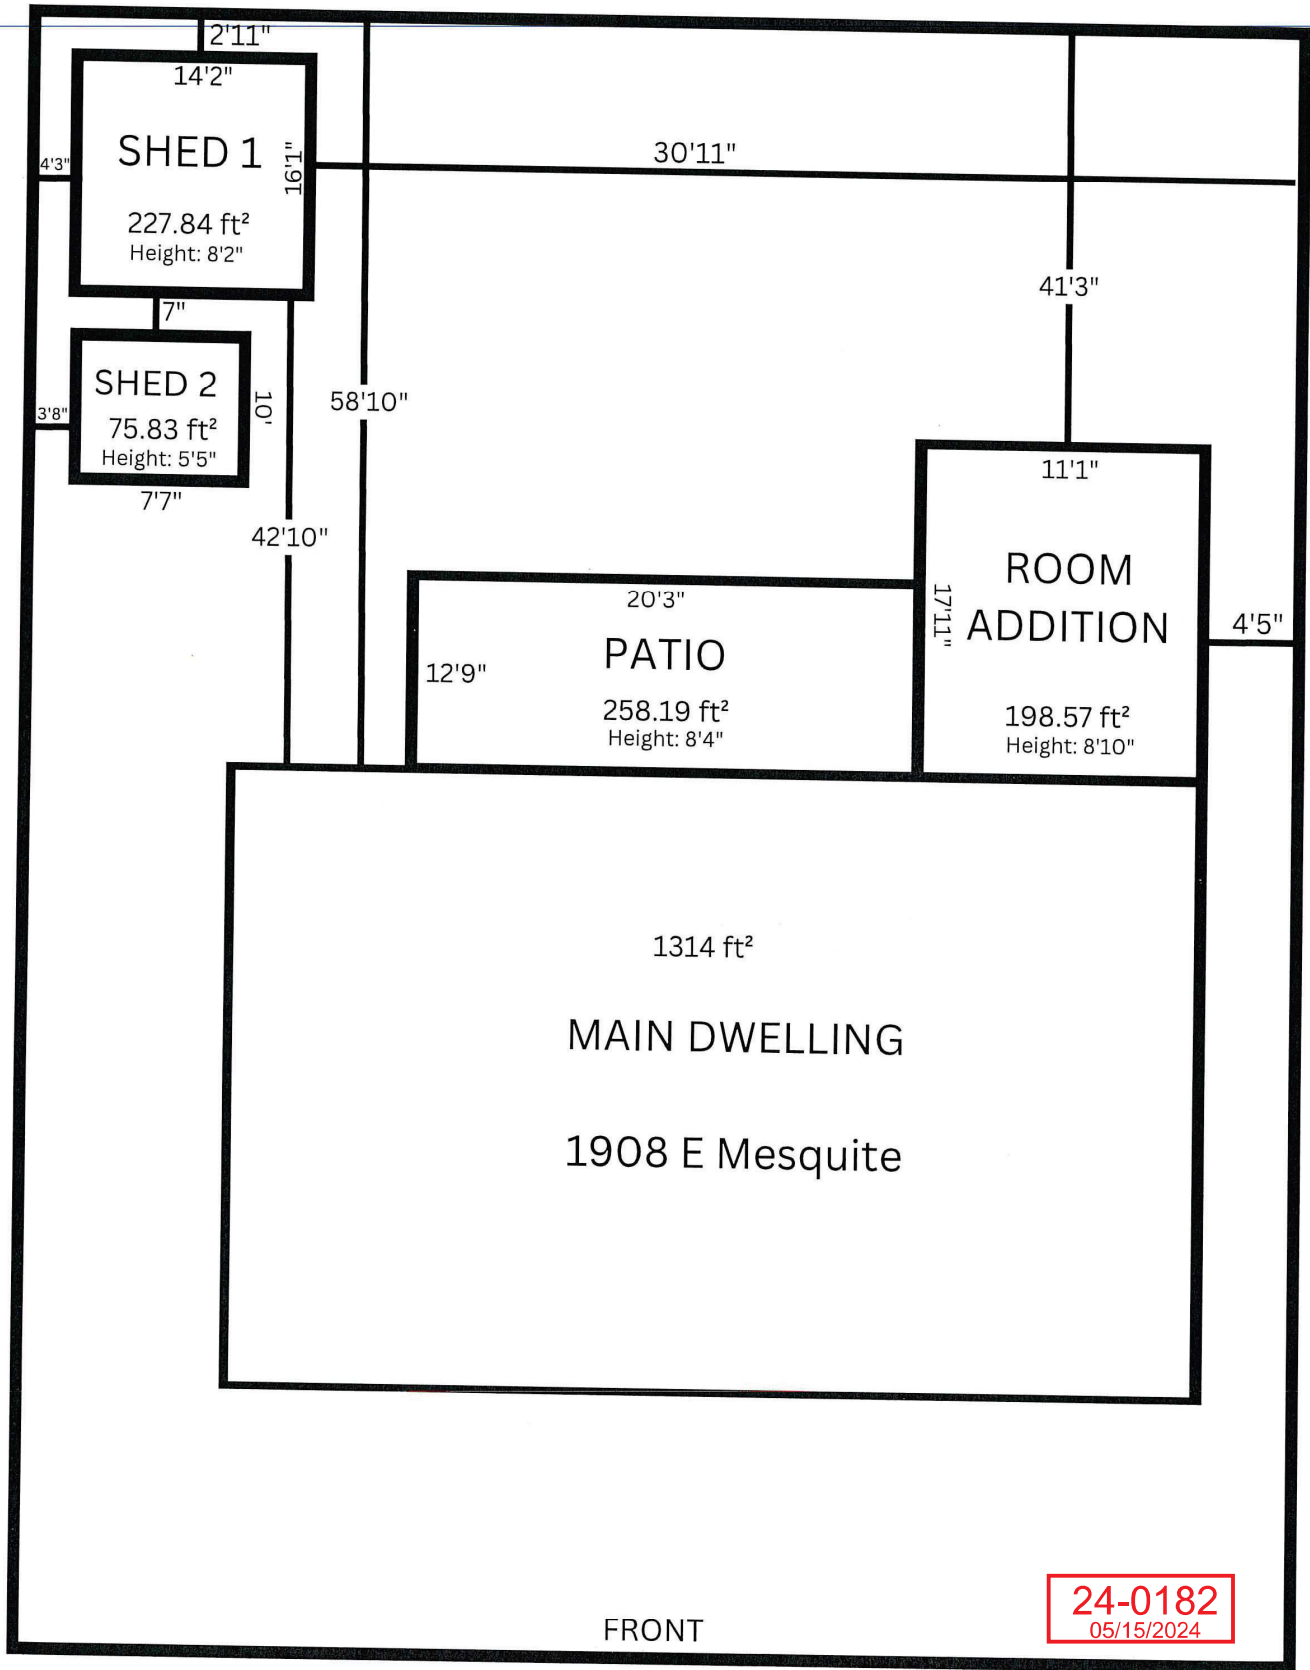 2'11"
14'2"
SHED 1
4'3"
16'1"
30'11"
227.84 ft²
Height: 8'2"
7"
41'3"
SHED 2
3'8"
75.83 ft²
Height: 5'5"
10'
58'10"
7'7"
42'10"
11'1"
ROOM
ADDITION
17'11"
4'5"
198.57 ft²
Height: 8'10"
20'3"
PATIO
12'9"
258.19 ft²
Height: 8'4"
1314 ft²
MAIN DWELLING
1908 E Mesquite
FRONT
24-0182
05/15/2024